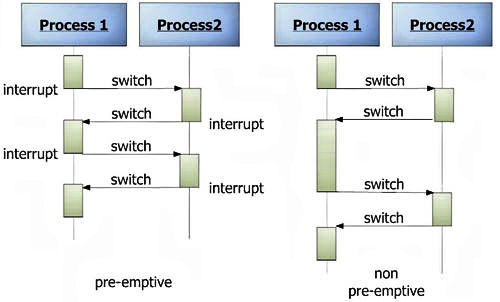 Process 1 Process2
switch
interrupt
switch
interrupt
switch
interrupt
switch
interrupt
pre-emptive
Process 1 Process2
switch
switch
switch
switch
non
pre-emptive